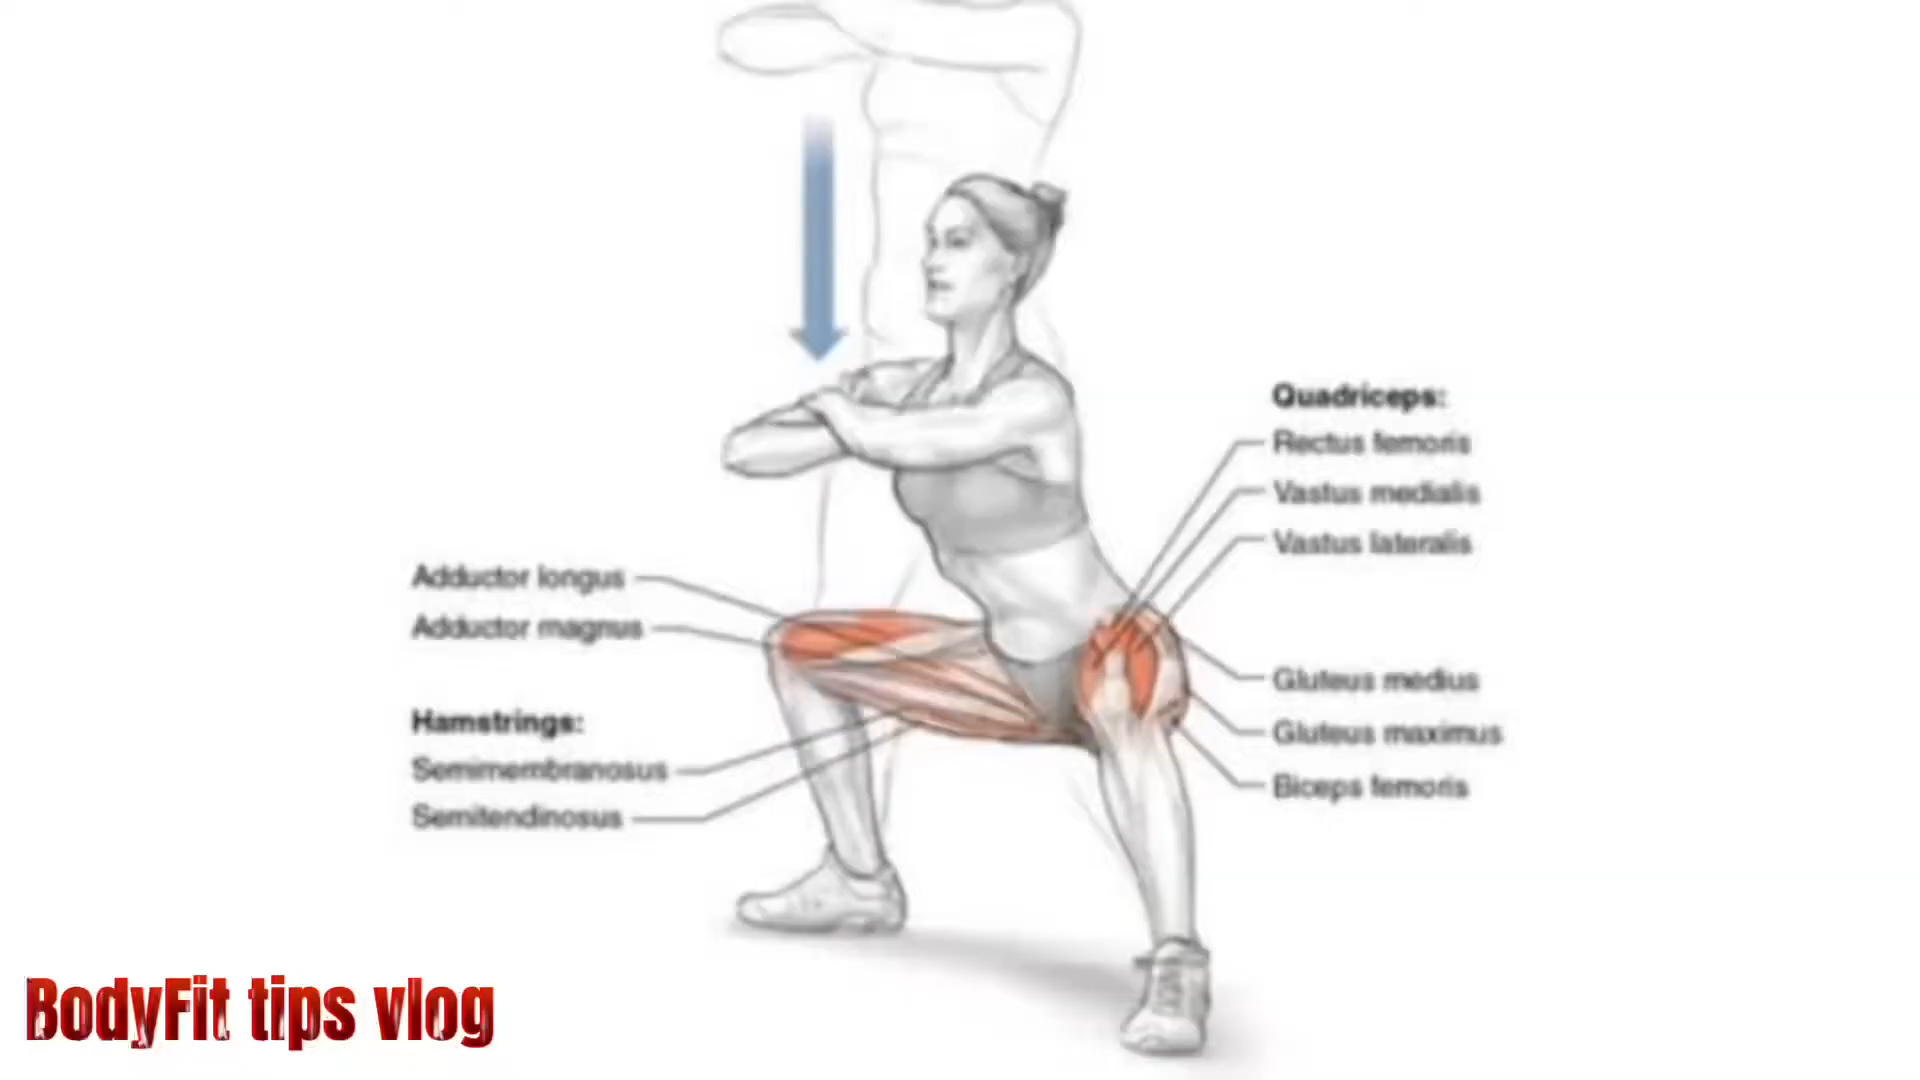 Quadriceps:
Rectus femoris
Vastus medialis
Vastus lateralis
Adductor longus
Adductor magnus
Gluteus medius
Gluteus maximus
Biceps femoris
Hamstrings:
Semimembranosus
Semitendinosus
BodyFit tips vlog